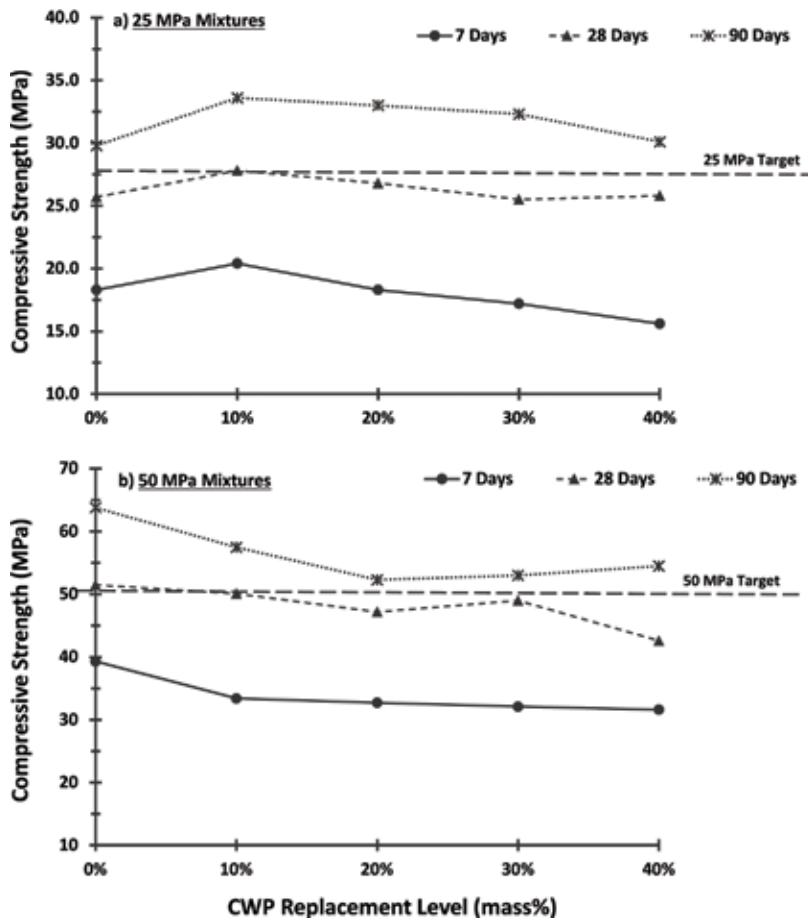 a) 25 MPa Mixtures
7 Days
28 Days
90 Days
Compressive Strength (MPa)
40.0
35.0
30.0
25.0
20.0
15.0
10.0
25 MPa Target
0%
10%
20%
30%
40%
b) 50 MPa Mixtures
7 Days
28 Days
90 Days
Compressive Strength (MPa)
70
60
50
40
30
20
10
50 MPa Target
0%
10%
20%
30%
40%
CWP Replacement Level (mass%)